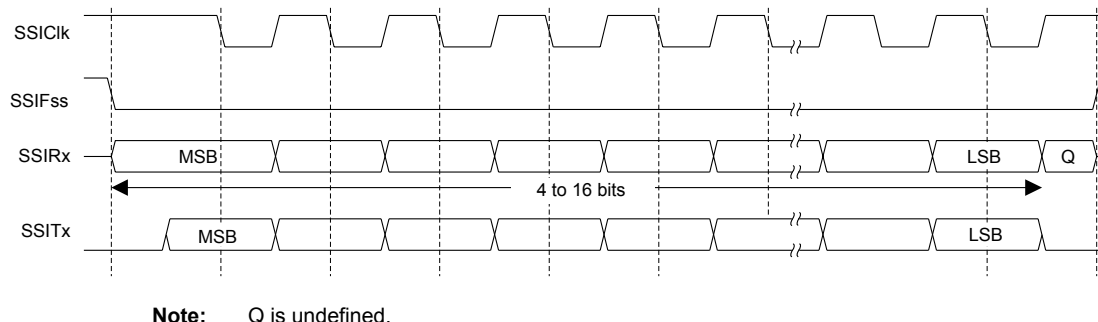 SSIClk
SSIFss
SSIRx MSB LSB Q
4 to 16 bits
SSITx MSB LSB
Note: Q is undefined.